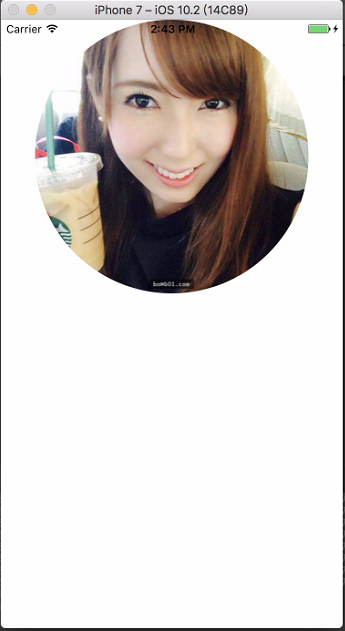 iPhone 7 – iOS 10.2 (14C89)
Carrier 2:43 PM
bomb01.com